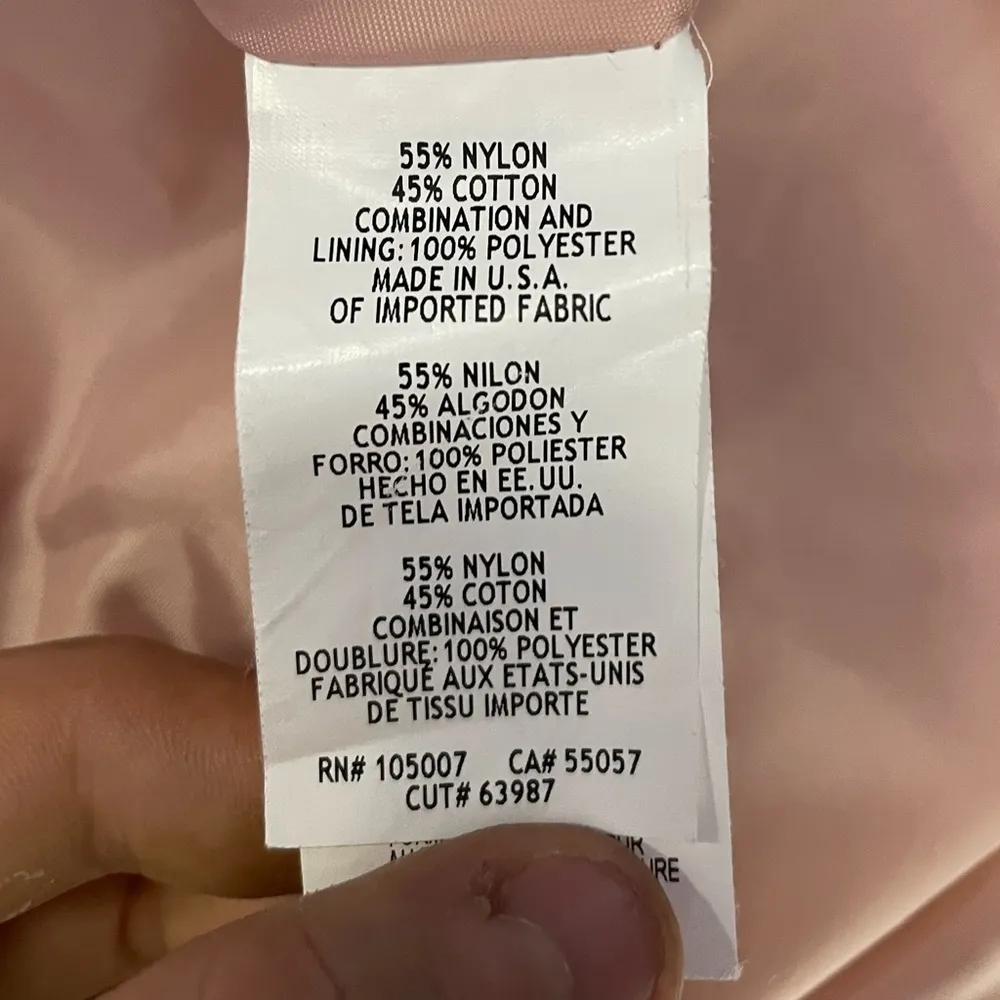 55% NYLON
45% COTTON
COMBINATION AND
LINING: 100% POLYESTER
MADE IN U.S.A.
OF IMPORTED FABRIC
55% NILON
45% ALGODON
COMBINACIONES Y
FORRO: 100% POLIESTER
HECHO EN EE.UU.
DE TELA IMPORTADA
55% NYLON
45% COTON
COMBINAISON ET
DOUBLURE: 100% POLYESTER
FABRIQUÉ AUX ETATS-UNIS
DE TISSU IMPORTE
RN# 105007 CA# 55057
CUT# 63987